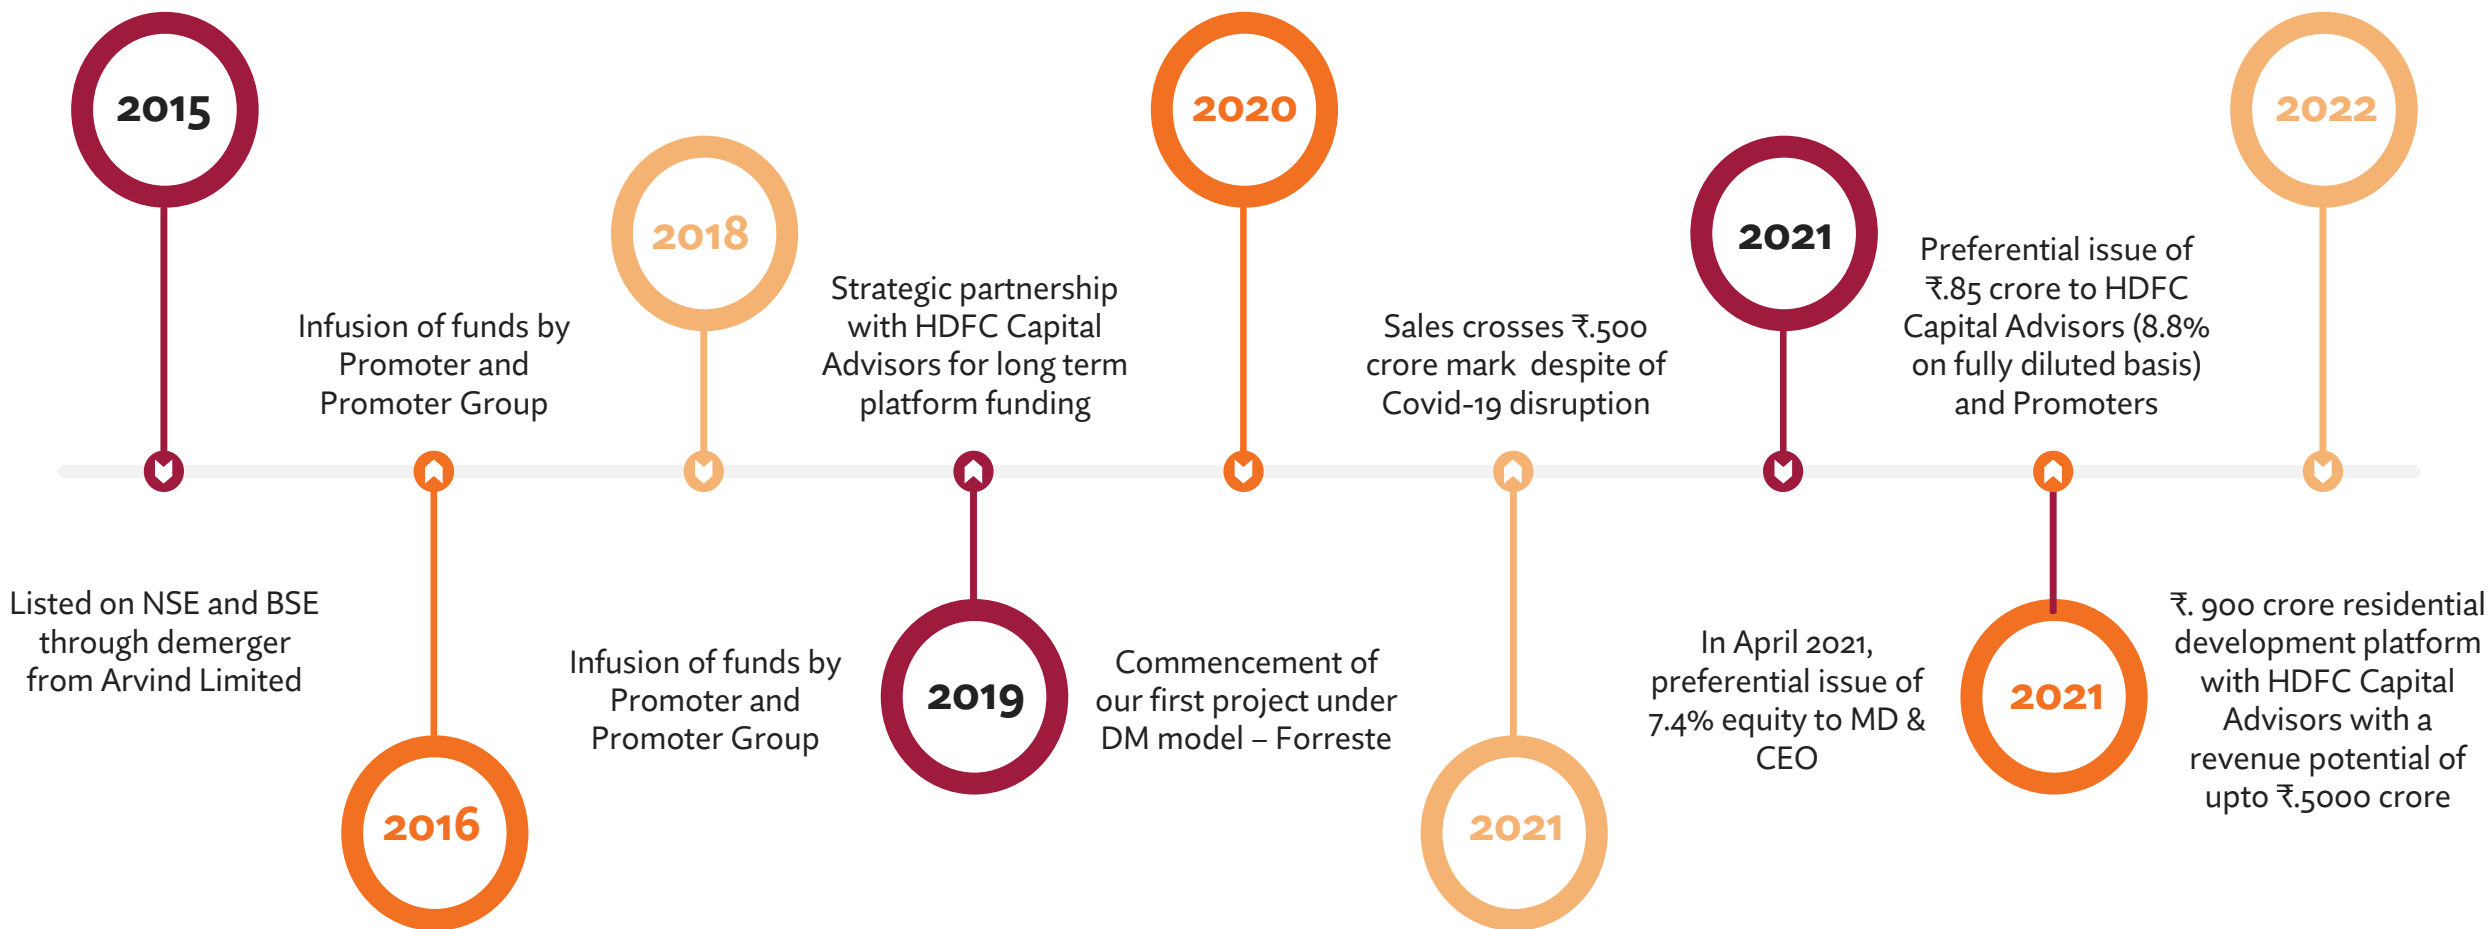 2015
Listed on NSE and BSE
through demerger
from Arvind Limited
Infusion of funds by
Promoter and
Promoter Group
2016
2018
Infusion of funds by
Promoter and
Promoter Group
Strategic partnership
with HDFC Capital
Advisors for long term
platform funding
2019
2020
Commencement of
our first project under
DM model – Forreste
Sales crosses ₹.500
crore mark despite of
Covid-19 disruption
2021
2021
In April 2021,
preferential issue of
7.4% equity to MD &
CEO
Preferential issue of
₹.85 crore to HDFC
Capital Advisors (8.8%
on fully diluted basis)
and Promoters
2021
2022
₹. 900 crore residential
development platform
with HDFC Capital
Advisors with a
revenue potential of
upto ₹.5000 crore